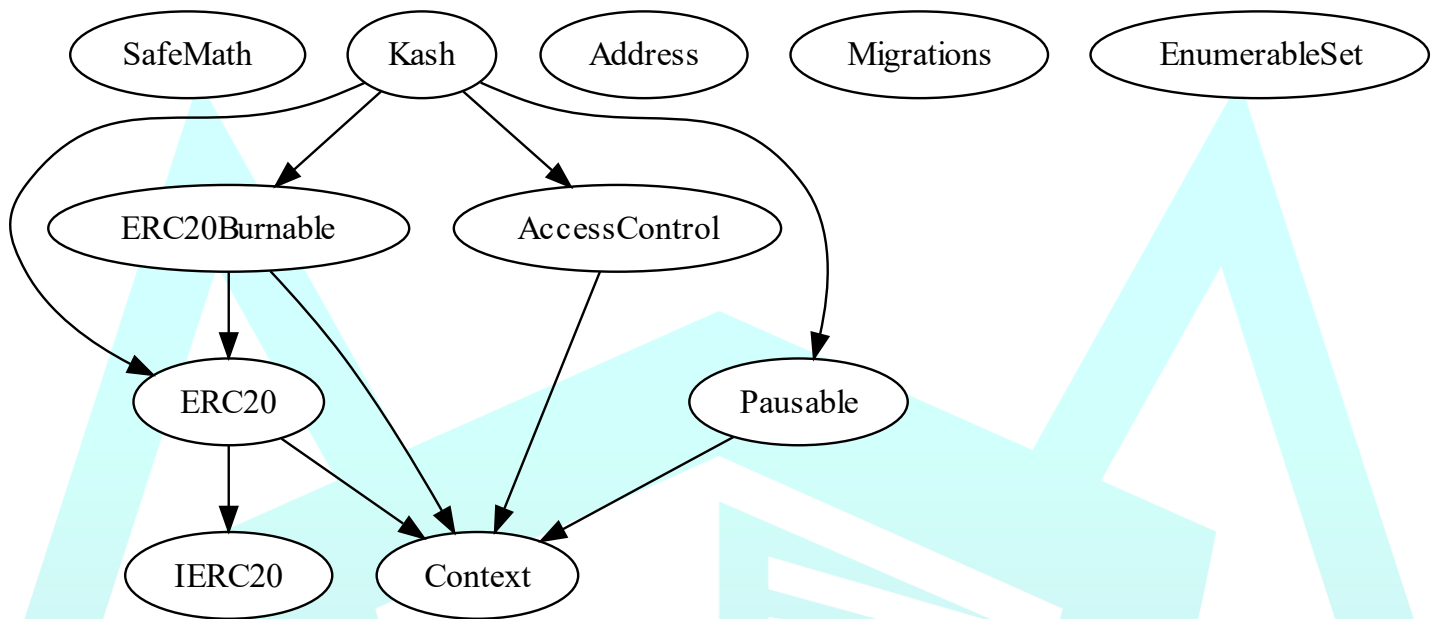 SafeMath
Kash
Address
Migrations
EnumerableSet
ERC20Burnable
AccessControl
ERC20
Pausable
IERC20
Context